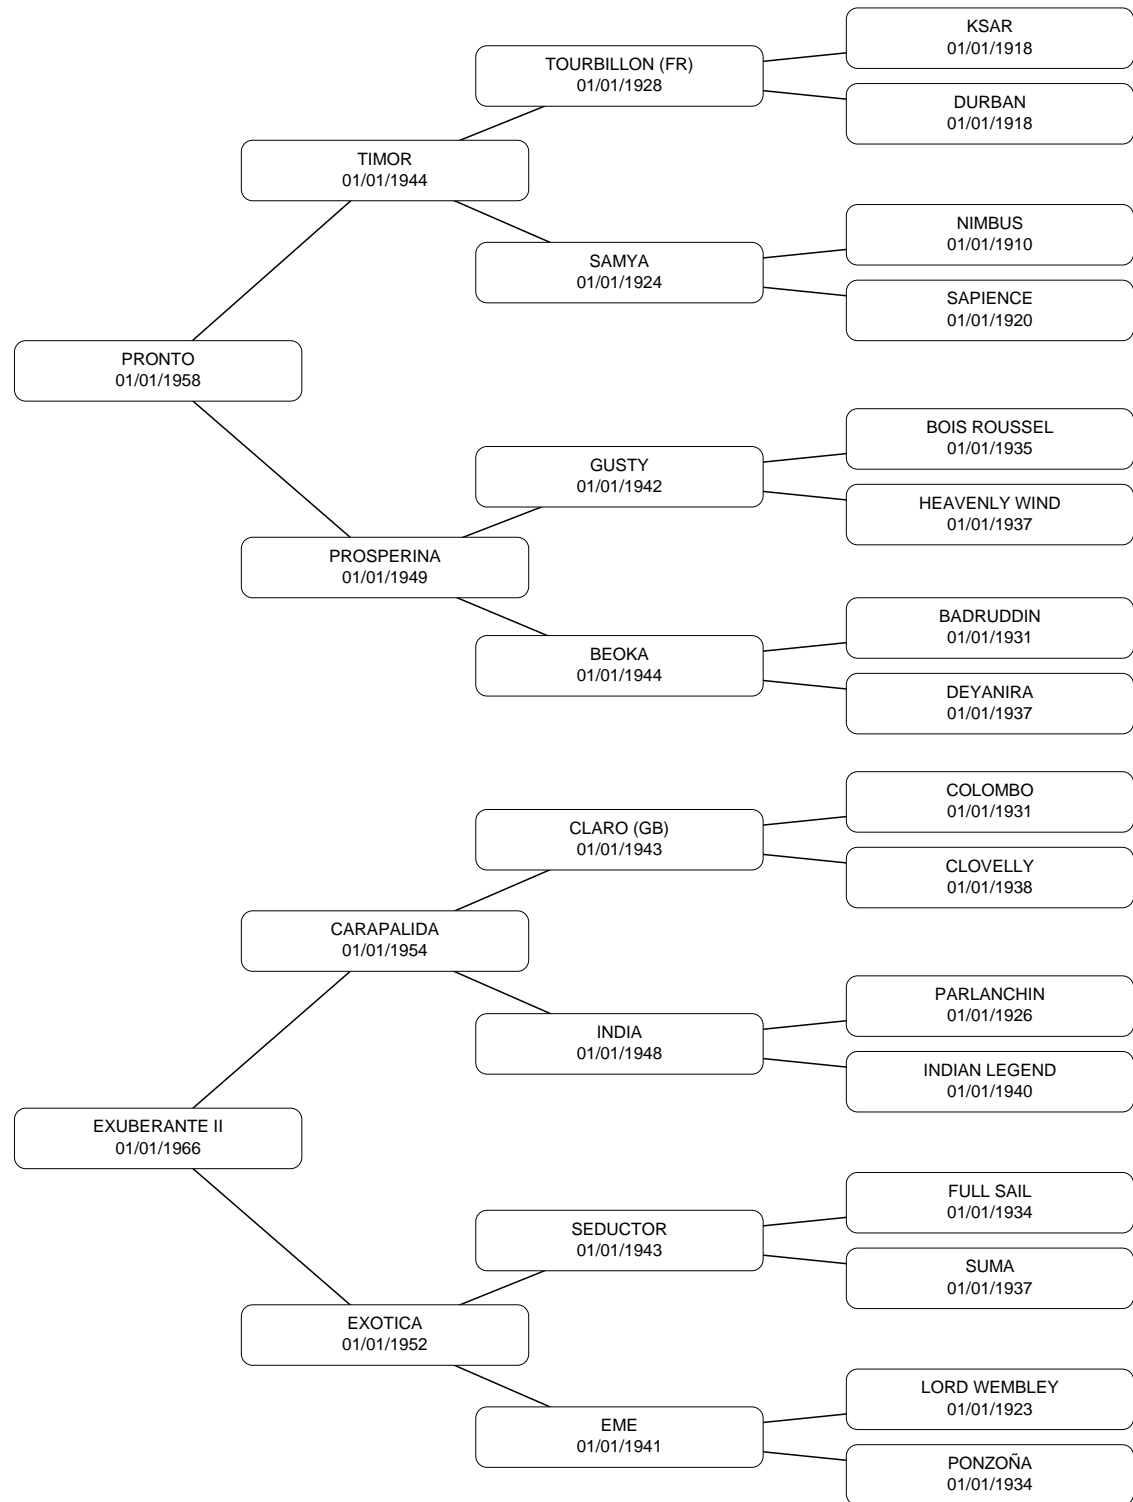 KSAR
01/01/1918
TOURBILLON (FR)
01/01/1928
DURBAN
01/01/1918
TIMOR
01/01/1944
NIMBUS
01/01/1910
SAMYA
01/01/1924
SAPIENCE
01/01/1920
PRONTO
01/01/1958
BOIS ROUSSEL
01/01/1935
GUSTY
01/01/1942
HEAVENLY WIND
01/01/1937
PROSPERINA
01/01/1949
BADRUDDIN
01/01/1931
BEOKA
01/01/1944
DEYANIRA
01/01/1937
COLOMBO
01/01/1931
CLARO (GB)
01/01/1943
CLOVELLY
01/01/1938
CARAPALIDA
01/01/1954
PARLANCHIN
01/01/1926
INDIA
01/01/1948
INDIAN LEGEND
01/01/1940
EXUBERANTE II
01/01/1966
FULL SAIL
01/01/1934
SEDUCTOR
01/01/1943
SUMA
01/01/1937
EXOTICA
01/01/1952
LORD WEMBLEY
01/01/1923
EME
01/01/1941
PONZOÑA
01/01/1934